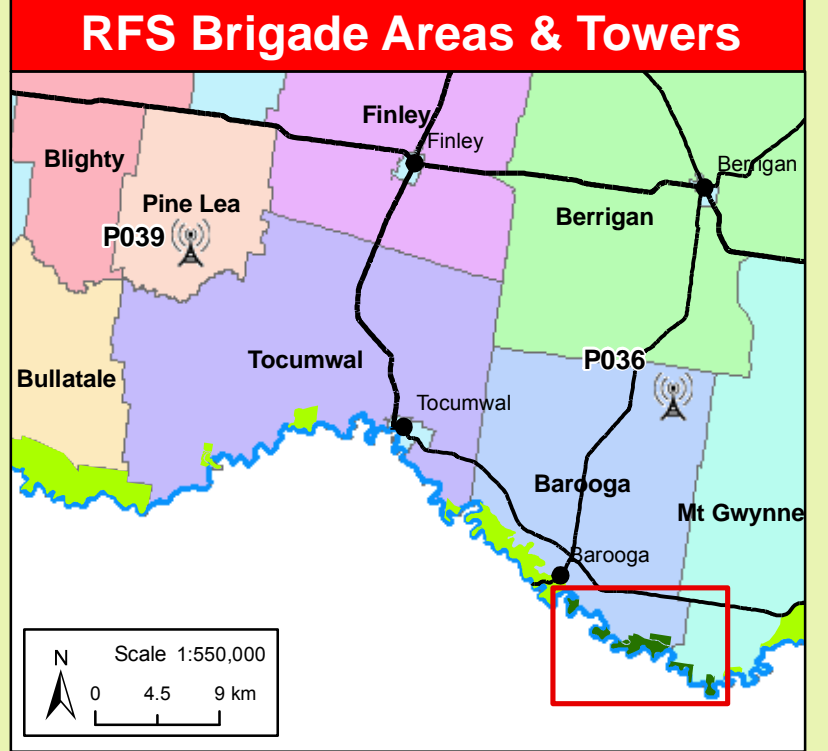 RFS Brigade Areas & Towers
Finley
Finley
Blighty
Berrigan
Pine Lea
Berrigan
P039
Tocumwal
P036
Bullatale
Tocumwal
Barooga
Mt Gwynne
Barooga
N
Scale 1:550,000
0 4.5 9 km